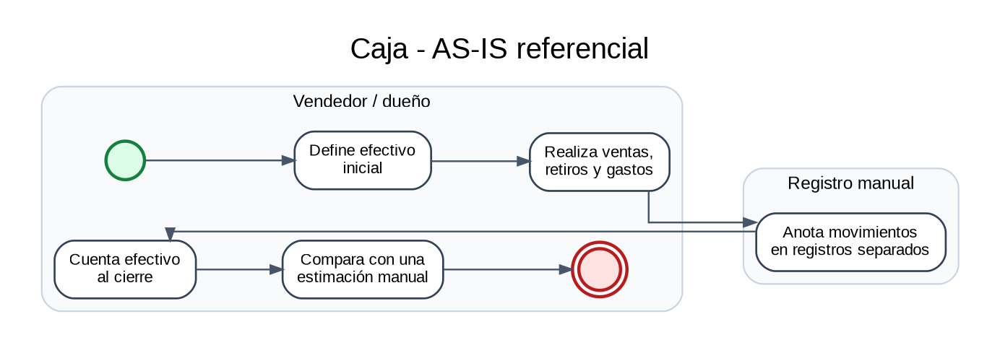 Caja - AS-IS referencial
Vendedor / dueño
Define efectivo
inicial
Realiza ventas,
retiros y gastos
Registro manual
Anota movimientos
en registros separados
Cuenta efectivo
al cierre
Compara con una
estimación manual